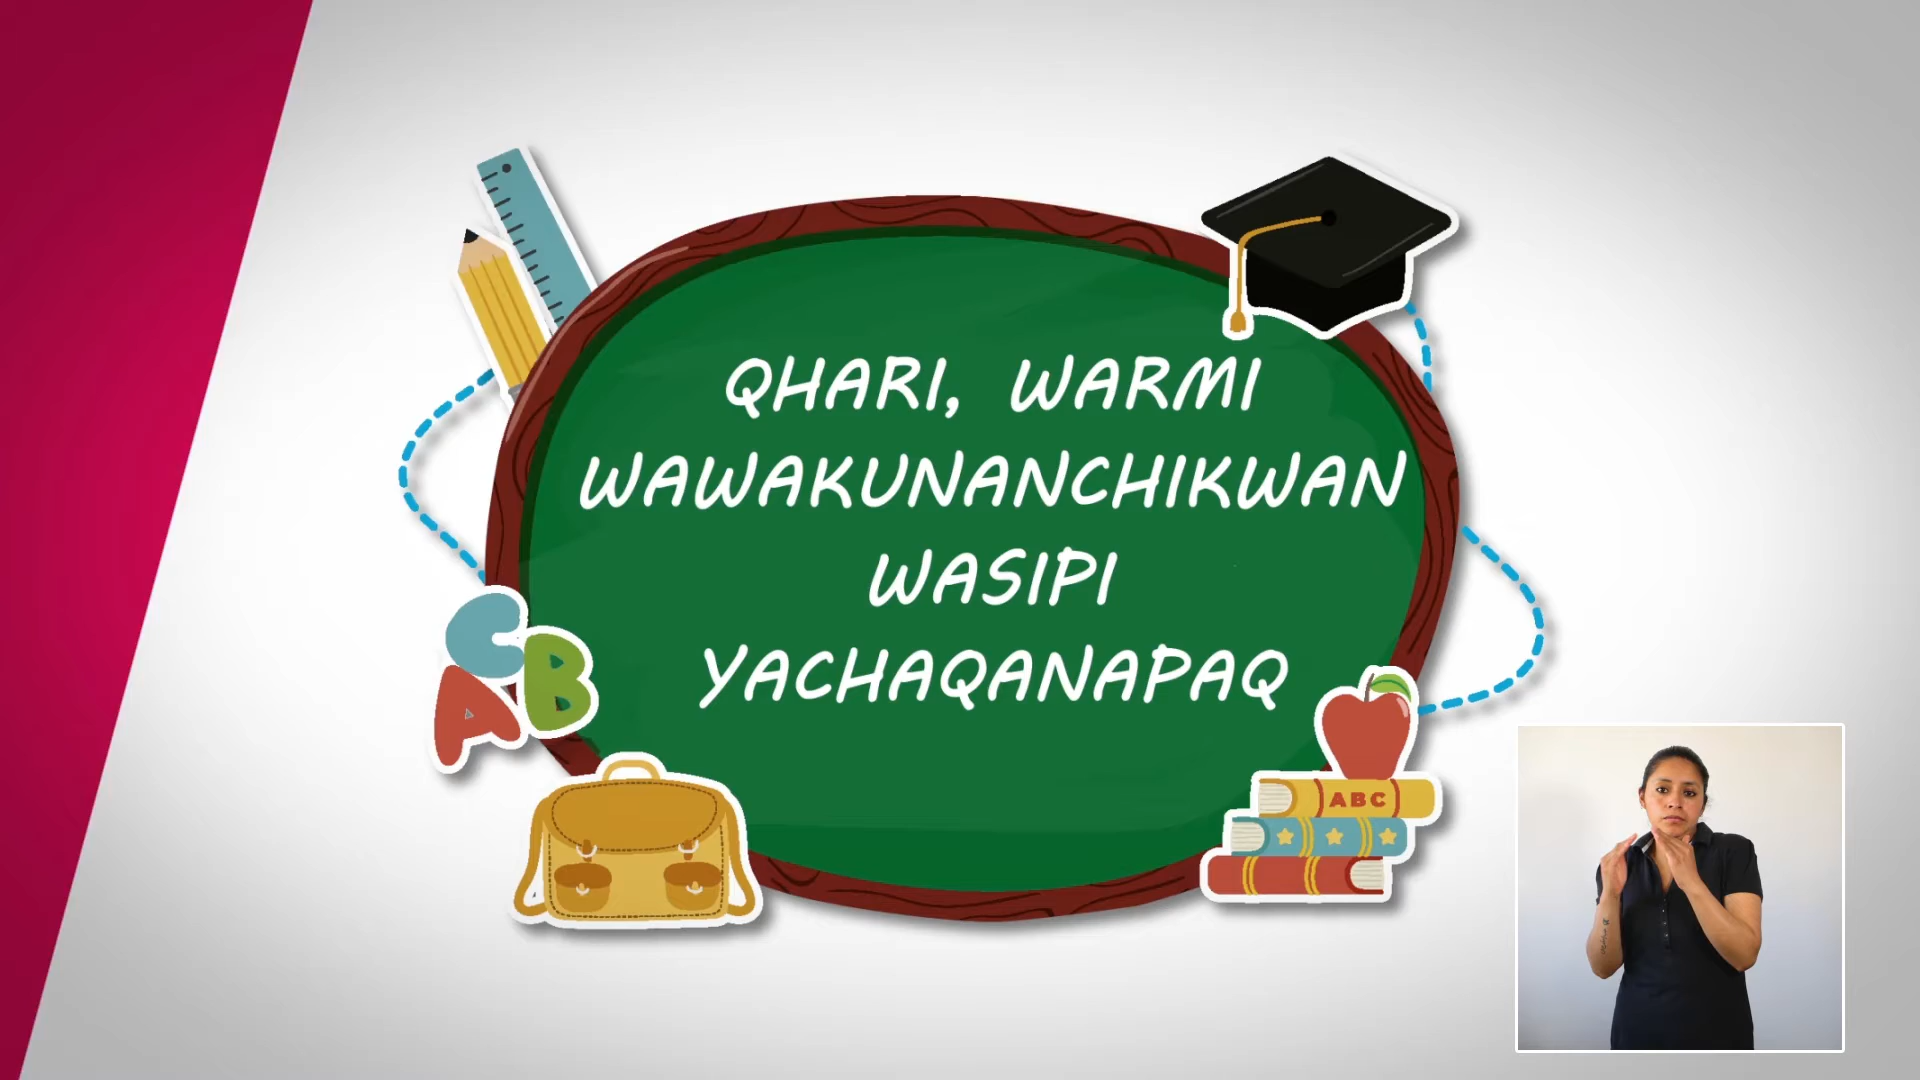 QHARI, WARMI
WAWAKUNANCHIKWAN
WASIPI
YACHAQANAPAQ
C
B
A
ABC